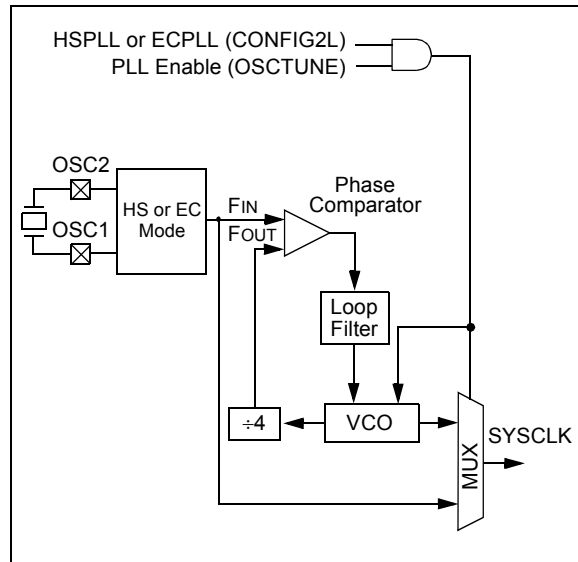 HSPLL or ECPLL (CONFIG2L)
PLL Enable (OSCTUNE)
OSC2
OSC1
HS or EC
Mode
FIN
FOUT
Phase
Comparator
Loop
Filter
÷4
VCO
MUX
SYSCLK